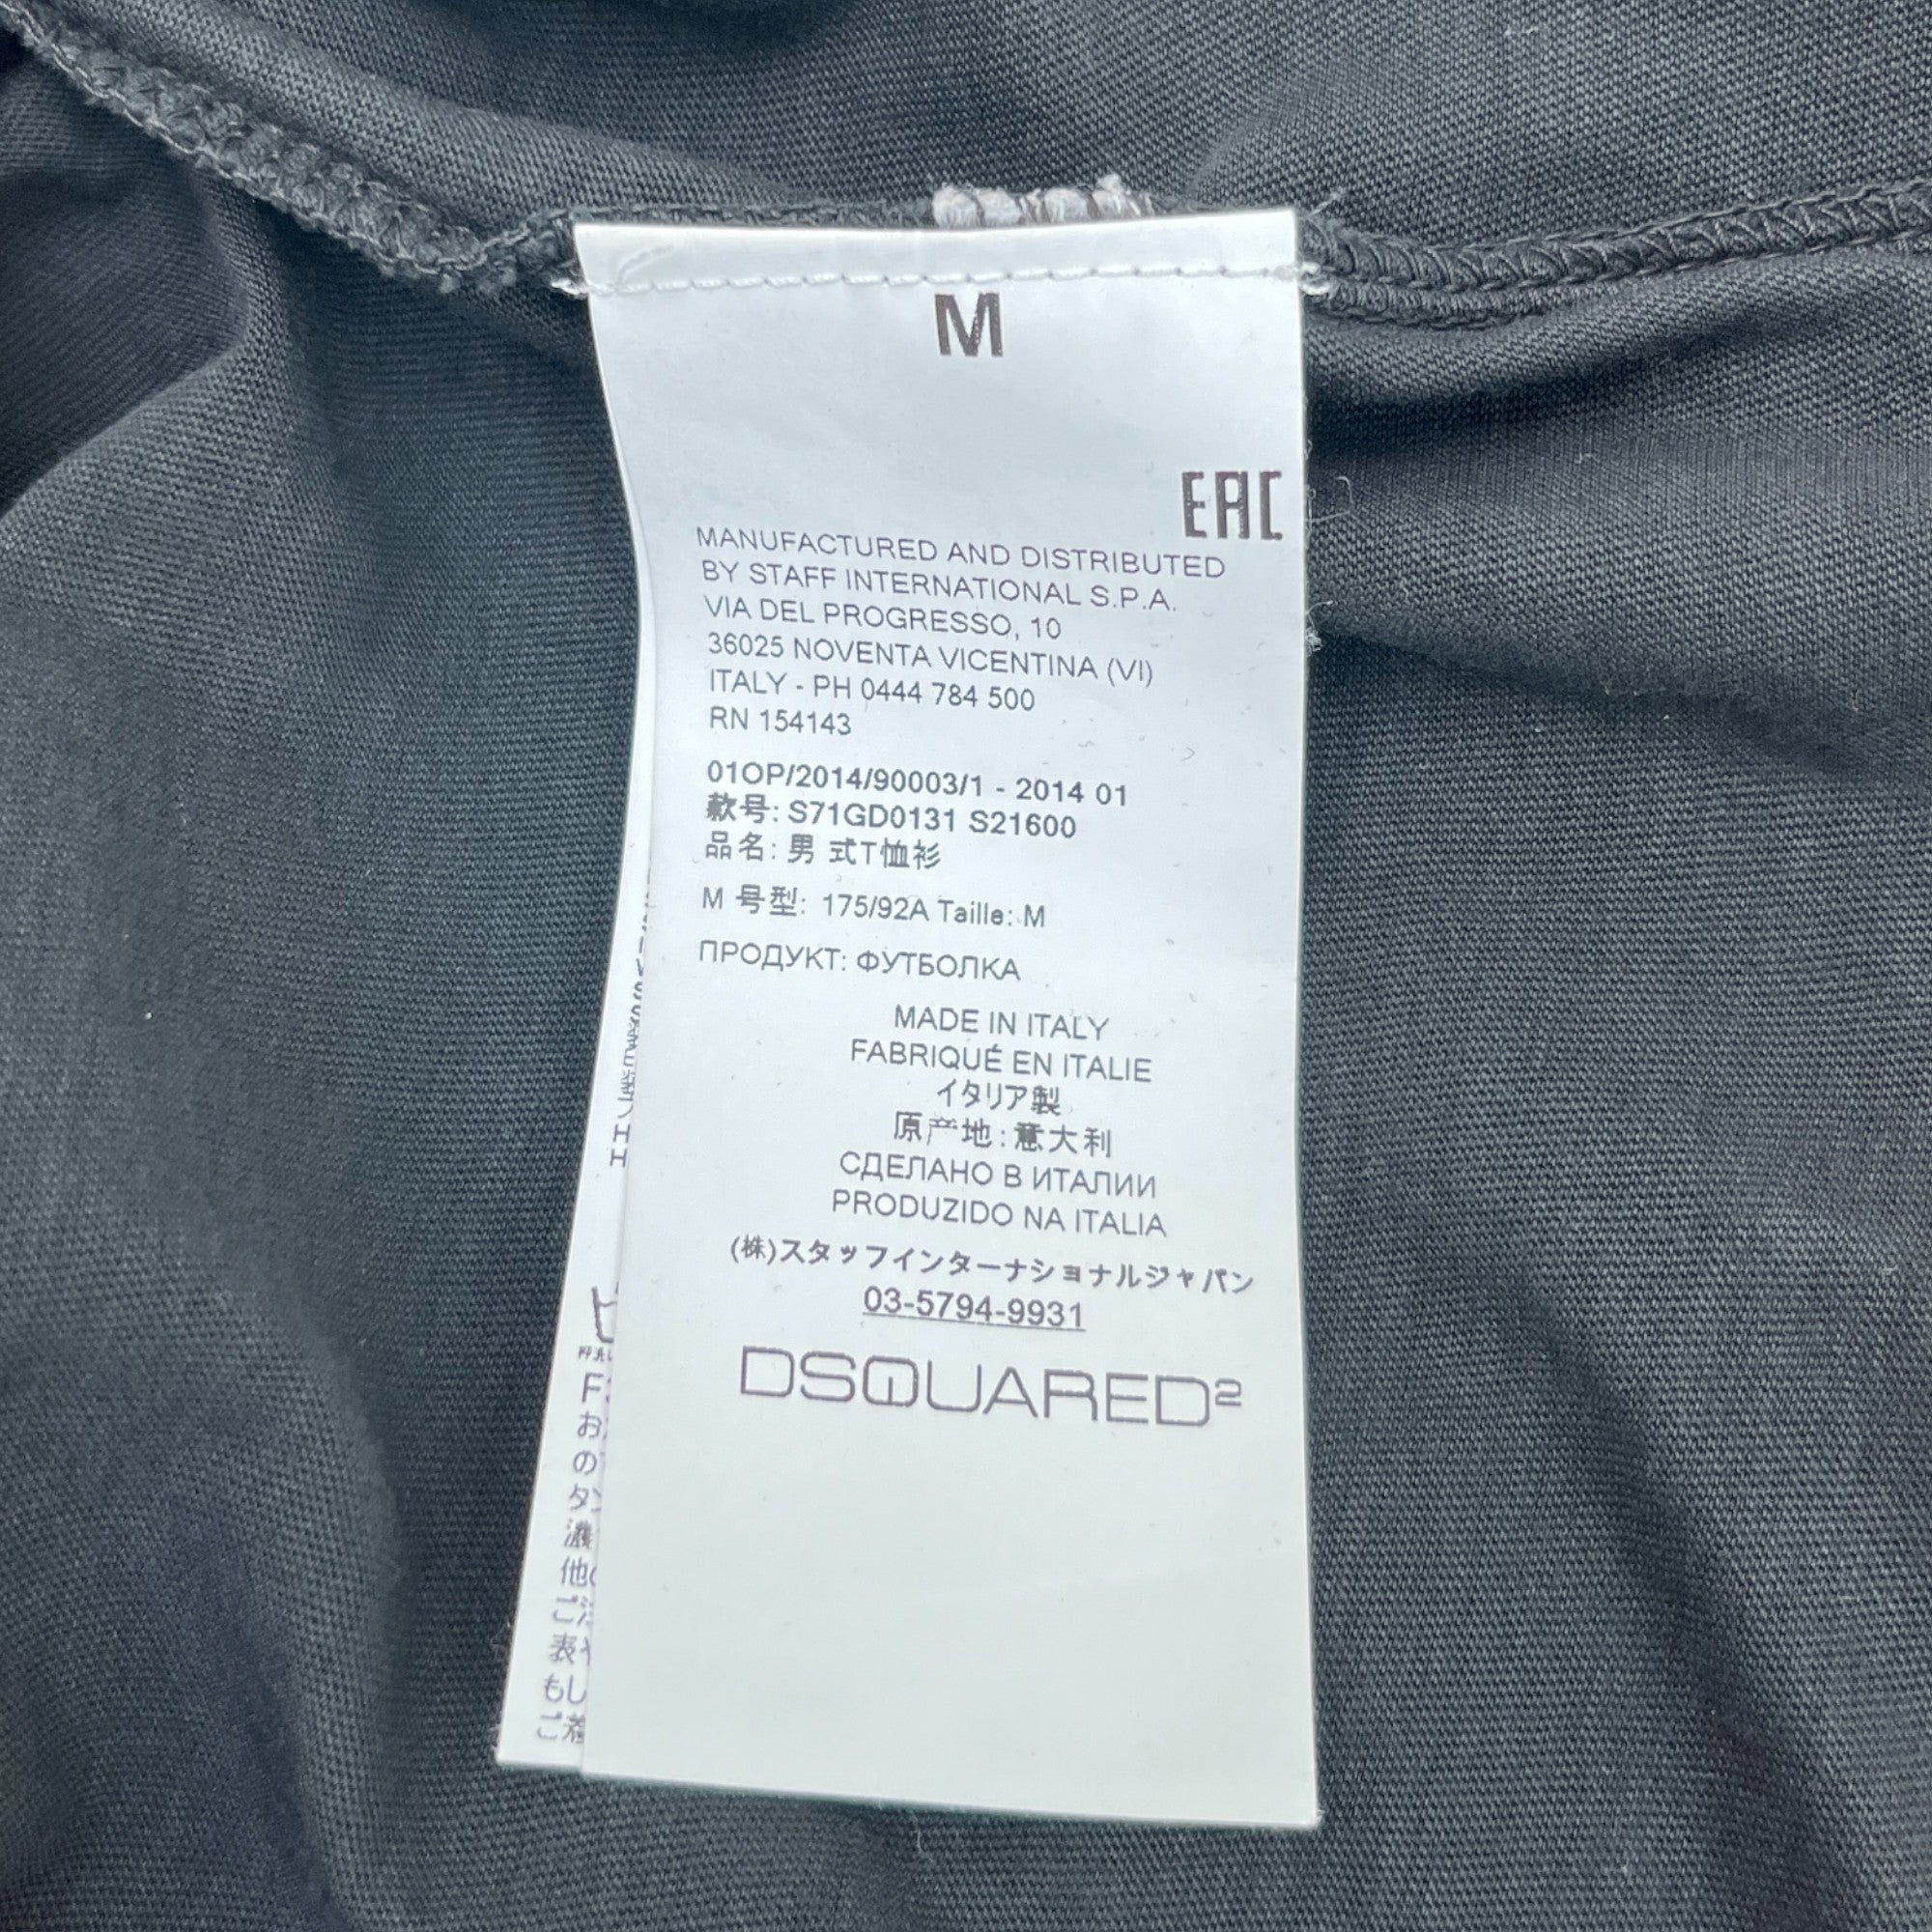 M
EAC
MANUFACTURED AND DISTRIBUTED
BY STAFF INTERNATIONAL S.P.A.
VIA DEL PROGRESSO, 10
36025 NOVENTA VICENTINA (VI)
ITALY - PH 0444 784 500
RN 154143
01OP/2014/90003/1 - 2014 01
款号: S71GD0131 S21600
品名: 男 式T恤衫
M 号型: 175/92A Taille: M
ПРОДУКТ: ФУТБОЛКА
MADE IN ITALY
FABRIQUÉ EN ITALIE
イタリア製
原产地:意大利
СДЕЛАНО В ИТАЛИИ
PRODUZIDO NA ITALIA
(株)スタッフインターナショナルジャパン
03-5794-9931
DSQUARED2